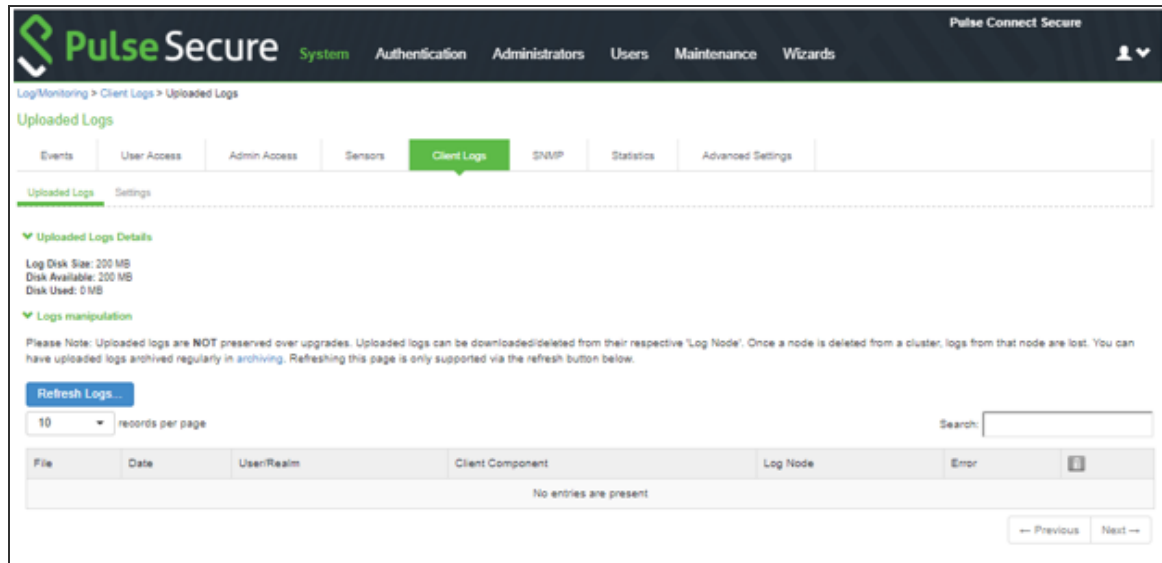 Pulse Connect Secure
Pulse Secure System Authentication Administrators Users Maintenance Wizards
Log/Monitoring > Client Logs > Uploaded Logs
Uploaded Logs
Events User Access Admin Access Sensors Client Logs SNMP Statistics Advanced Settings
Uploaded Logs Settings
Uploaded Logs Details
Log Disk Size: 200 MB
Disk Available: 200 MB
Disk Used: 0 MB
Logs manipulation
Please Note: Uploaded logs are NOT preserved over upgrades. Uploaded logs can be downloaded/deleted from their respective 'Log Node'. Once a node is deleted from a cluster, logs from that node are lost. You can
have uploaded logs archived regularly in archiving. Refreshing this page is only supported via the refresh button below.
Refresh Logs...
10 records per page Search:
File Date User/Realm Client Component Log Node Error
No entries are present
← Previous Next →